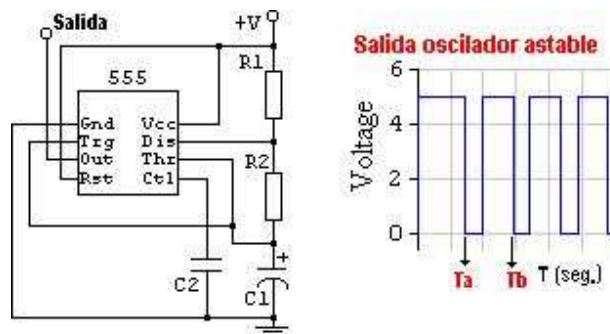 Salida
+V
R1
555
Gnd Vcc
Trg Dis
Out Thr
Rst Ctl
R2
+
C2
C1
Salida oscilador astable
Voltage
6
4
2
0
Ta Tb T (seg.)